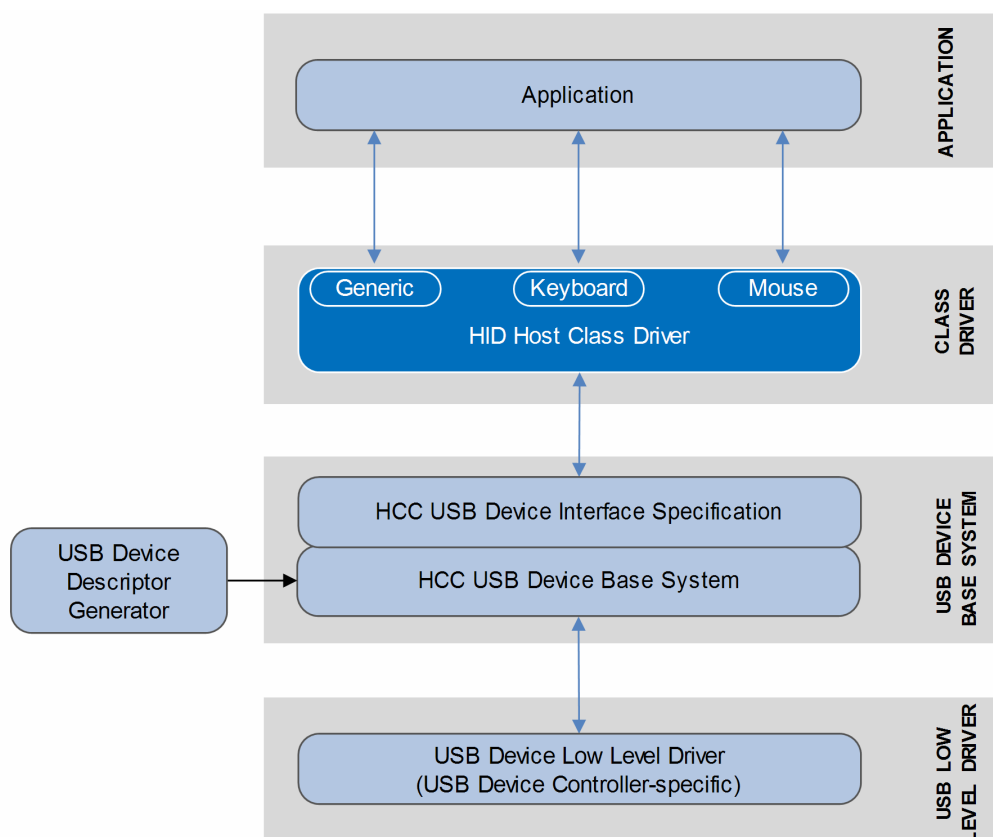 Application
APPLICATION
Generic
Keyboard
Mouse
HID Host Class Driver
CLASS
DRIVER
HCC USB Device Interface Specification
HCC USB Device Base System
USB DEVICE
BASE SYSTEM
USB Device
Descriptor
Generator
USB Device Low Level Driver
(USB Device Controller-specific)
USB LOW
LEVEL DRIVER